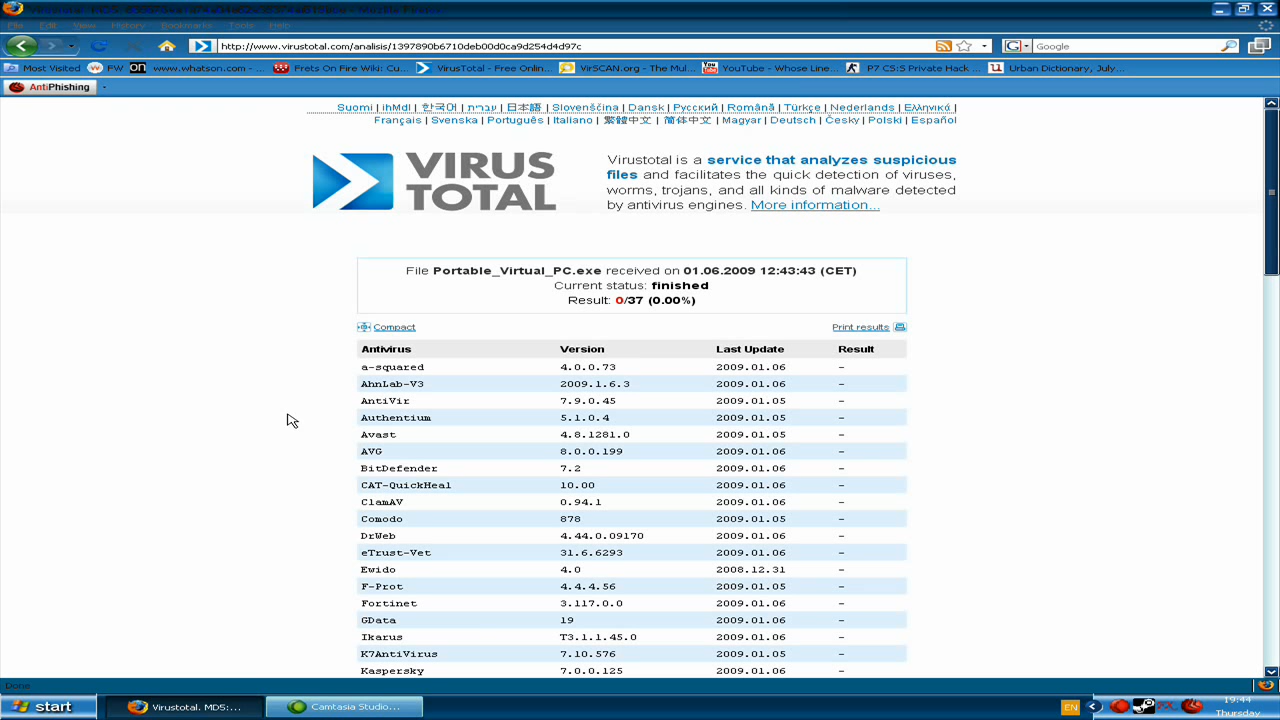 http://www.virustotal.com/analisis/1397890b6710deb00d0ca9d254d4d97c
Google
Most Visited FW www.whatson.com - ... Frets On Fire Wiki: Cu... VirusTotal - Free Onlin... VirSCAN.org - The Mul... YouTube - Whose Line... P7 CS:S Private Hack ... Urban Dictionary, July...
AntiPhishing
Suomi | ihMdI | 한국어 | עברית | 日本語 | Slovenščina | Dansk | Русский | Română | Türkçe | Nederlands | Ελληνικά |
Français | Svenska | Português | Italiano | 繁體中文 | 简体中文 | Magyar | Deutsch | Česky | Polski | Español
VIRUS
TOTAL
Virustotal is a service that analyzes suspicious
files and facilitates the quick detection of viruses,
worms, trojans, and all kinds of malware detected
by antivirus engines. More information...
File Portable_Virtual_PC.exe received on 01.06.2009 12:43:43 (CET)
Current status: finished
Result: 0/37 (0.00%)
Compact Print results
Antivirus Version Last Update Result
a-squared 4.0.0.73 2009.01.06 -
AhnLab-V3 2009.1.6.3 2009.01.06 -
AntiVir 7.9.0.45 2009.01.05 -
Authentium 5.1.0.4 2009.01.05 -
Avast 4.8.1281.0 2009.01.05 -
AVG 8.0.0.199 2009.01.06 -
BitDefender 7.2 2009.01.06 -
CAT-QuickHeal 10.00 2009.01.06 -
ClamAV 0.94.1 2009.01.06 -
Comodo 878 2009.01.05 -
DrWeb 4.44.0.09170 2009.01.06 -
eTrust-Vet 31.6.6293 2009.01.06 -
Ewido 4.0 2008.12.31 -
F-Prot 4.4.4.56 2009.01.05 -
Fortinet 3.117.0.0 2009.01.06 -
GData 19 2009.01.06 -
Ikarus T3.1.1.45.0 2009.01.06 -
K7AntiVirus 7.10.576 2009.01.05 -
Kaspersky 7.0.0.125 2009.01.06 -
Done
start Virustotal. MD5:... Camtasia Studio... EN 19:44
Thursday